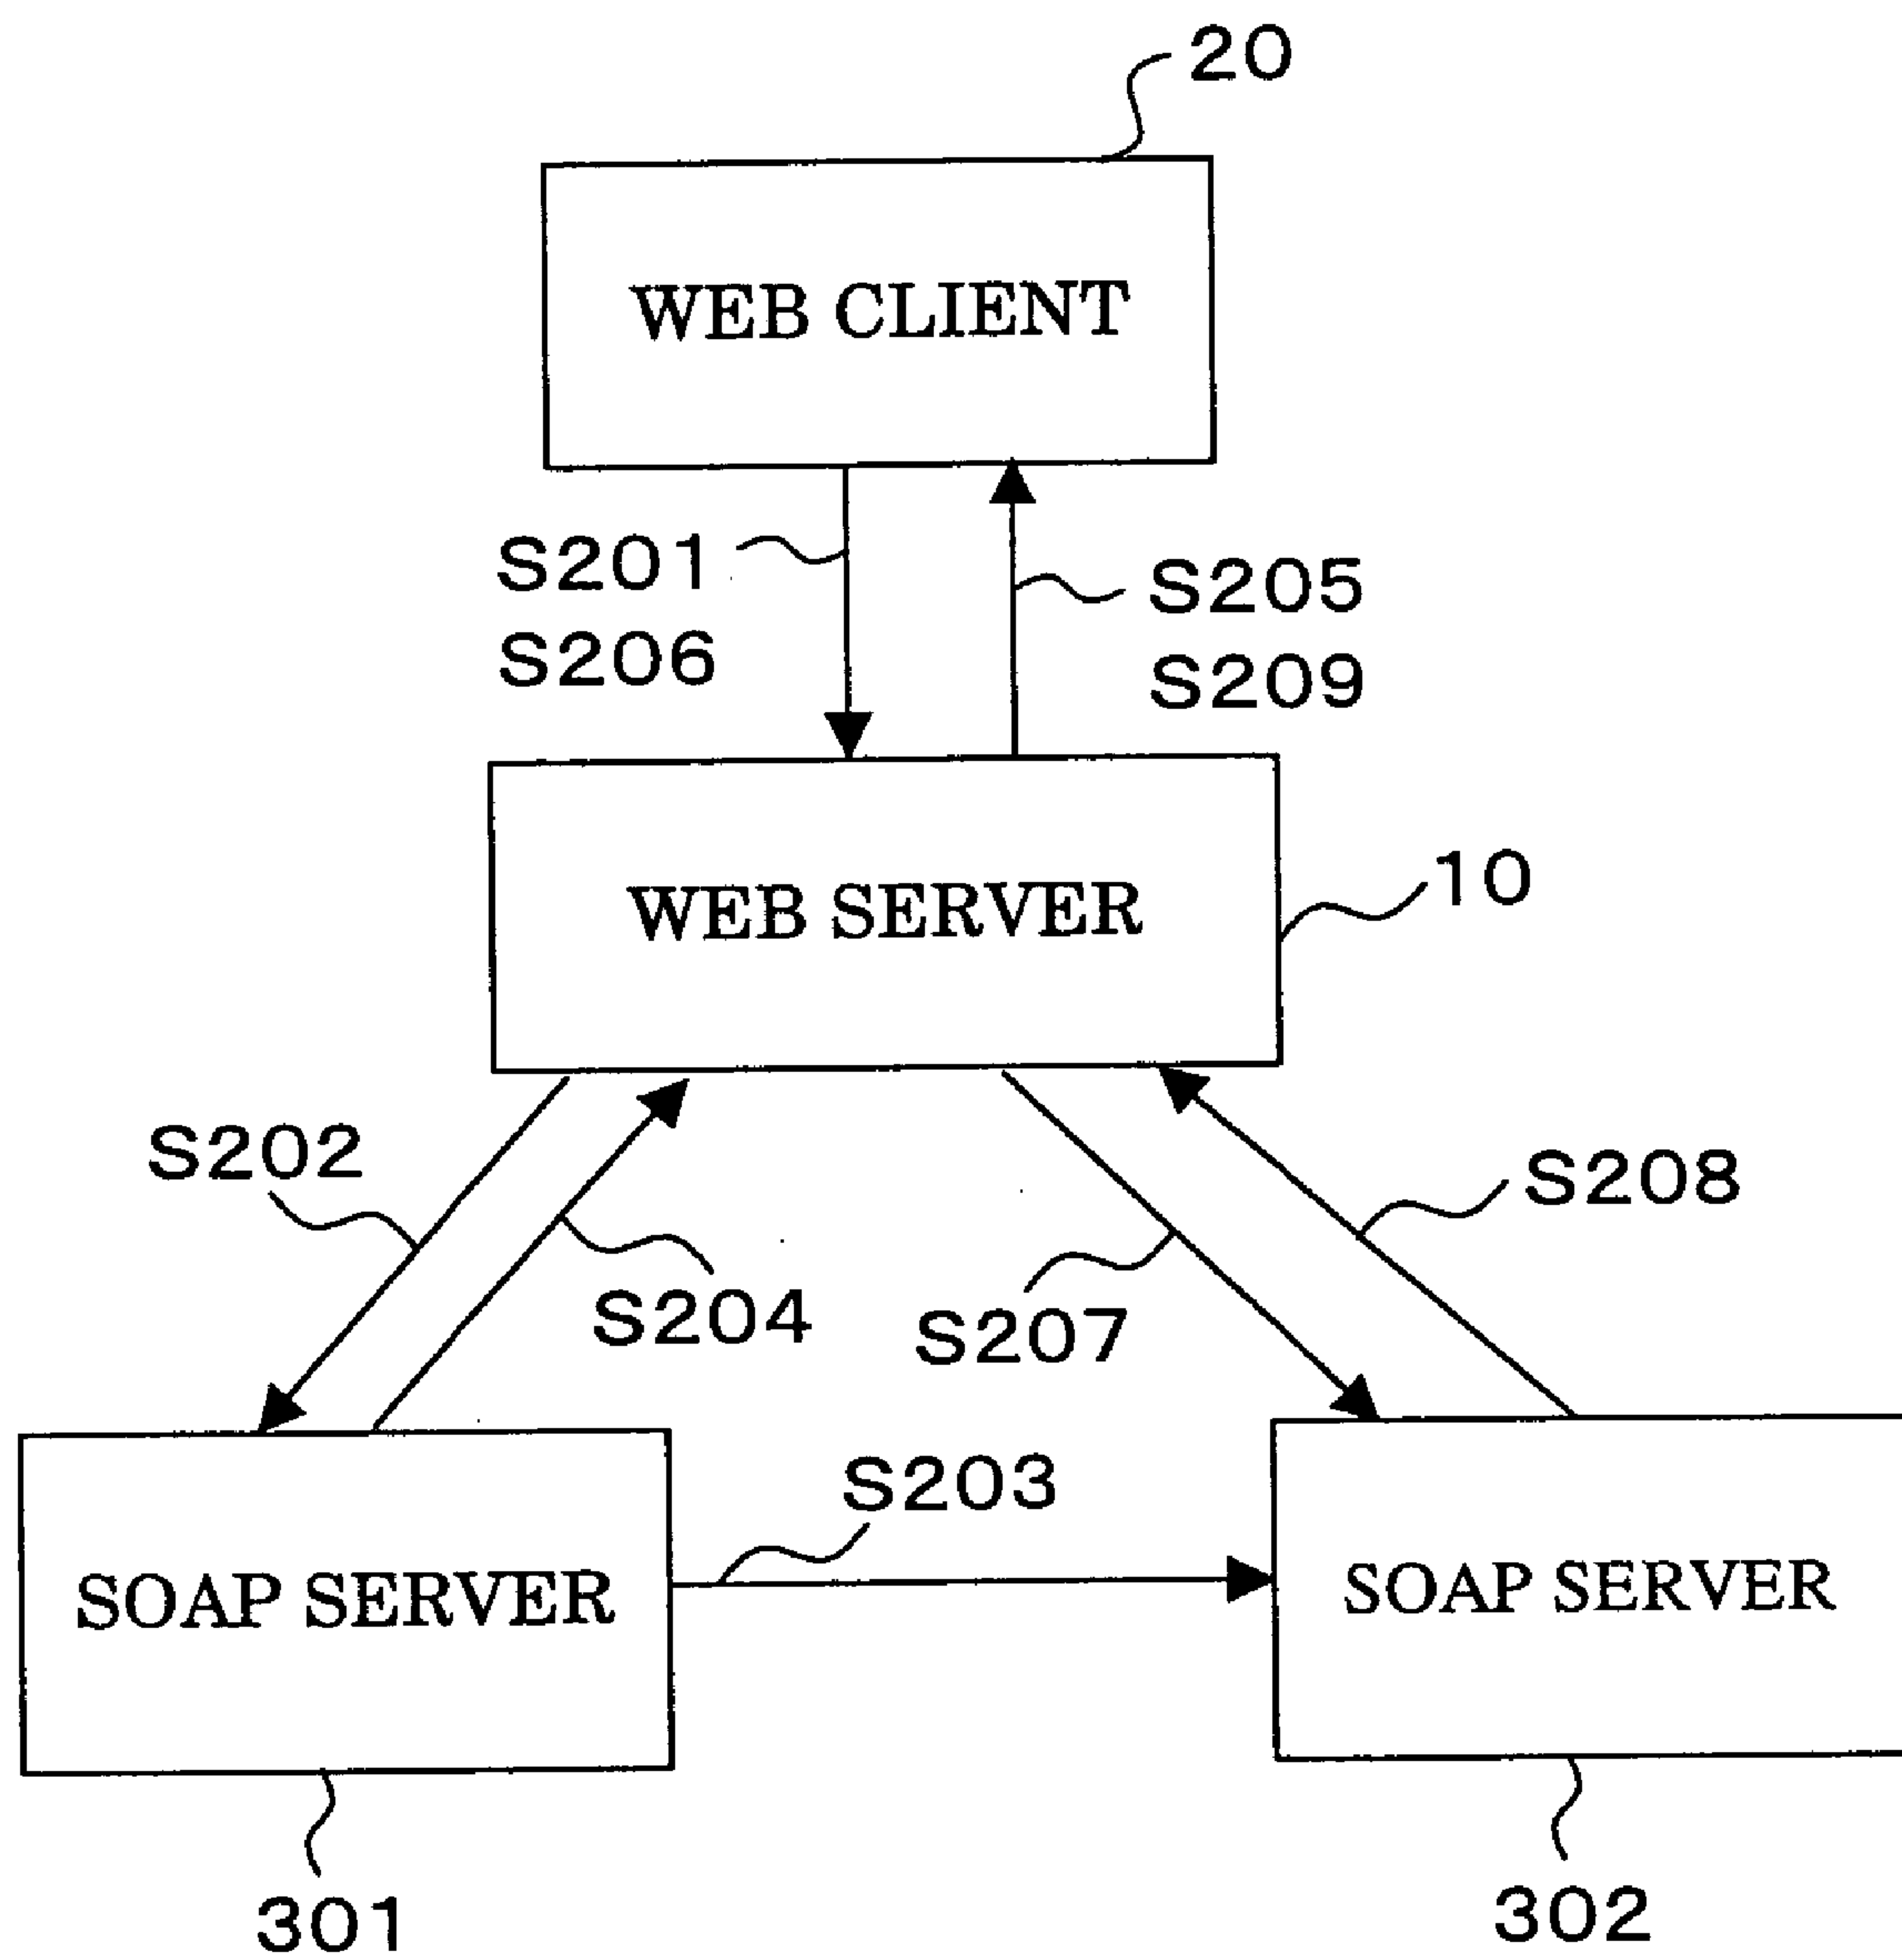 20
WEB CLIENT
S201
S206
S205
S209
WEB SERVER
10
S202
S204
S207
S208
S203
SOAP SERVER
SOAP SERVER
301
302